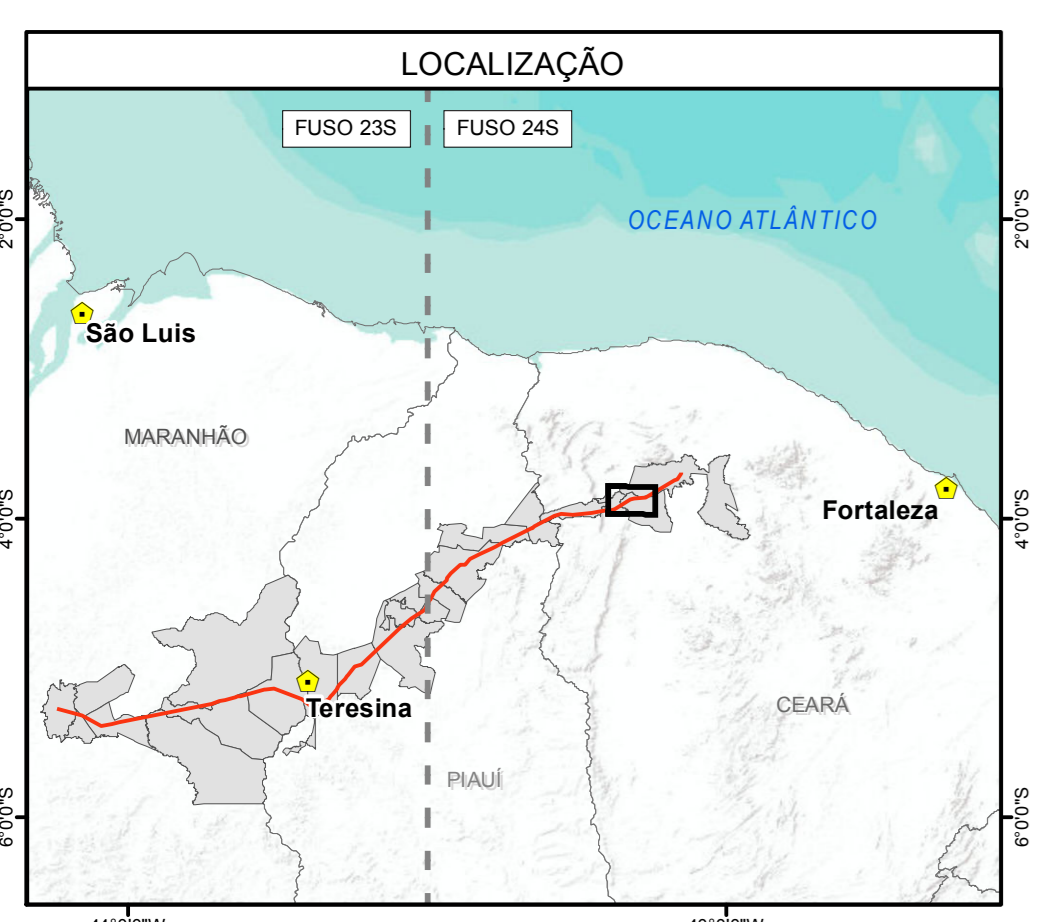 LOCALIZAÇÃO
FUSO 23S
FUSO 24S
OCEANO ATLÂNTICO
2°0'0"S
2°0'0"S
São Luis
MARANHÃO
Fortaleza
4°0'0"S
4°0'0"S
Teresina
CEARÁ
PIAUÍ
6°0'0"S
6°0'0"S